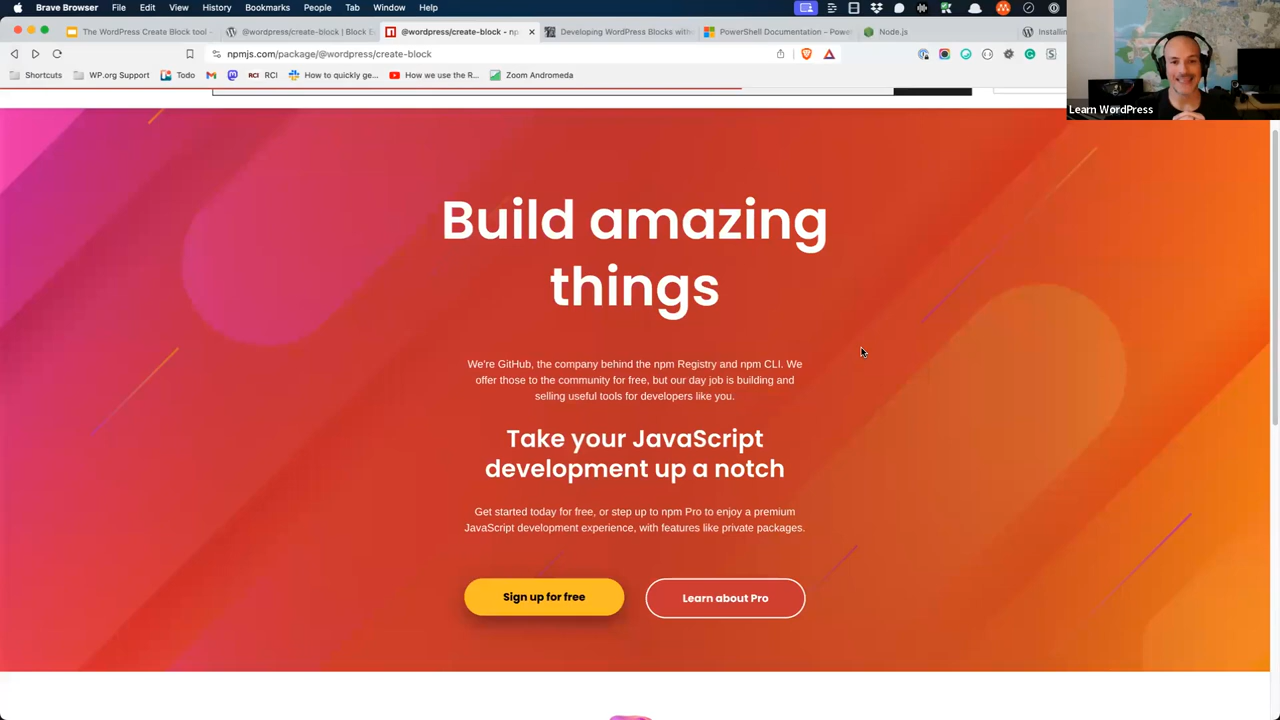 Brave Browser File Edit View History Bookmarks People Tab Window Help
The WordPress Create Block tool -
@wordpress/create-block | Block E
@wordpress/create-block - np
Developing WordPress Blocks with
PowerShell Documentation - Powe
Node.js
Installin
npmjs.com/package/@wordpress/create-block
Shortcuts
WP.org Support
Todo
RCI
RCI
How to quickly ge...
How we use the R...
Zoom Andromeda
Learn WordPress
Build amazing
things
We're GitHub, the company behind the npm Registry and npm CLI. We
offer those to the community for free, but our day job is building and
selling useful tools for developers like you.
Take your JavaScript
development up a notch
Get started today for free, or step up to npm Pro to enjoy a premium
JavaScript development experience, with features like private packages.
Sign up for free
Learn about Pro